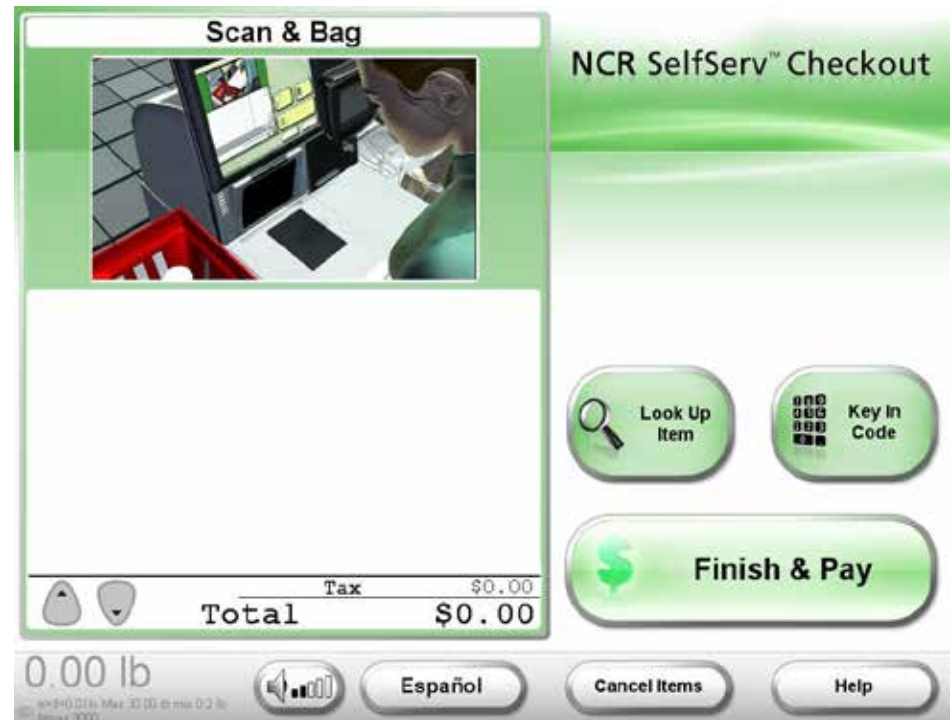 Scan & Bag
NCR SelfServ™ Checkout
Look Up
Item
Key In
Code
Finish & Pay
Tax $0.00
Total $0.00
0.00 lb
Español
Cancel Items
Help